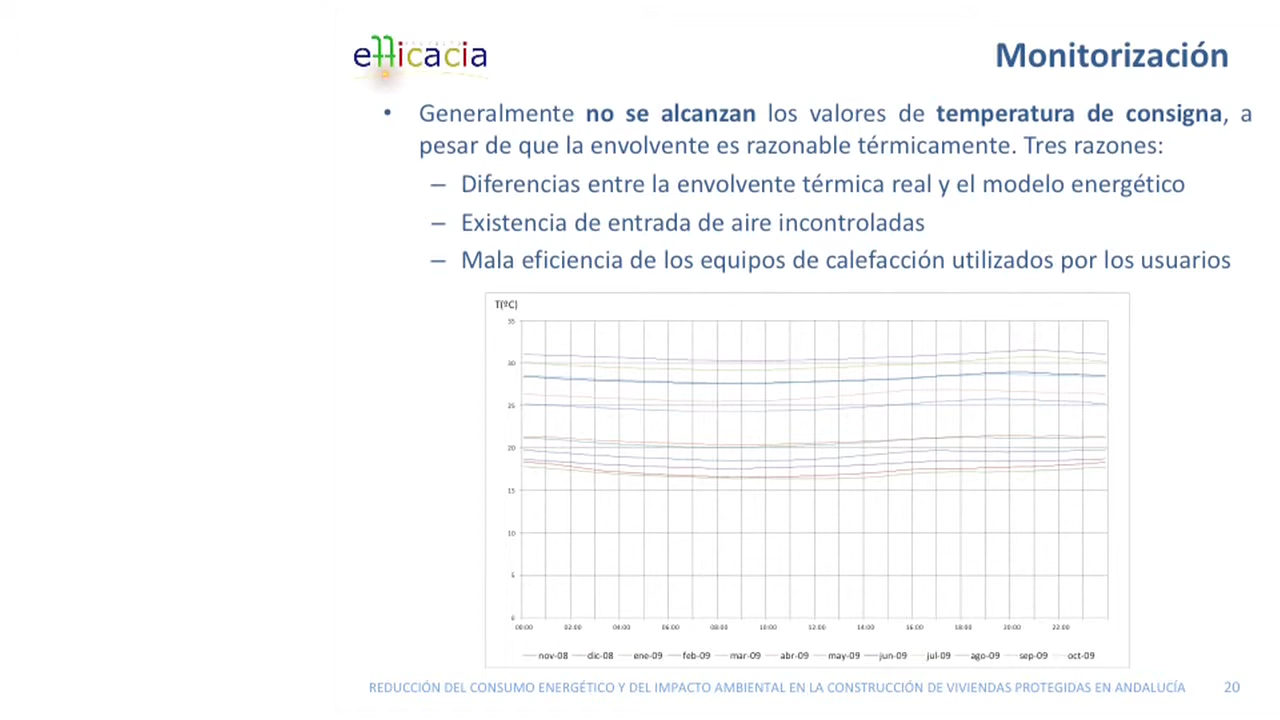 efficacia
Monitorización
• Generalmente no se alcanzan los valores de temperatura de consigna, a
pesar de que la envolvente es razonable térmicamente. Tres razones:
– Diferencias entre la envolvente térmica real y el modelo energético
– Existencia de entrada de aire incontroladas
– Mala eficiencia de los equipos de calefacción utilizados por los usuarios
T(ºC)
35
30
25
20
15
10
5
0
00:00 02:00 04:00 06:00 08:00 10:00 12:00 14:00 16:00 18:00 20:00 22:00
nov-08 dic-08 ene-09 feb-09 mar-09 abr-09 may-09 jun-09 jul-09 ago-09 sep-09 oct-09
REDUCCIÓN DEL CONSUMO ENERGÉTICO Y DEL IMPACTO AMBIENTAL EN LA CONSTRUCCIÓN DE VIVIENDAS PROTEGIDAS EN ANDALUCÍA 20